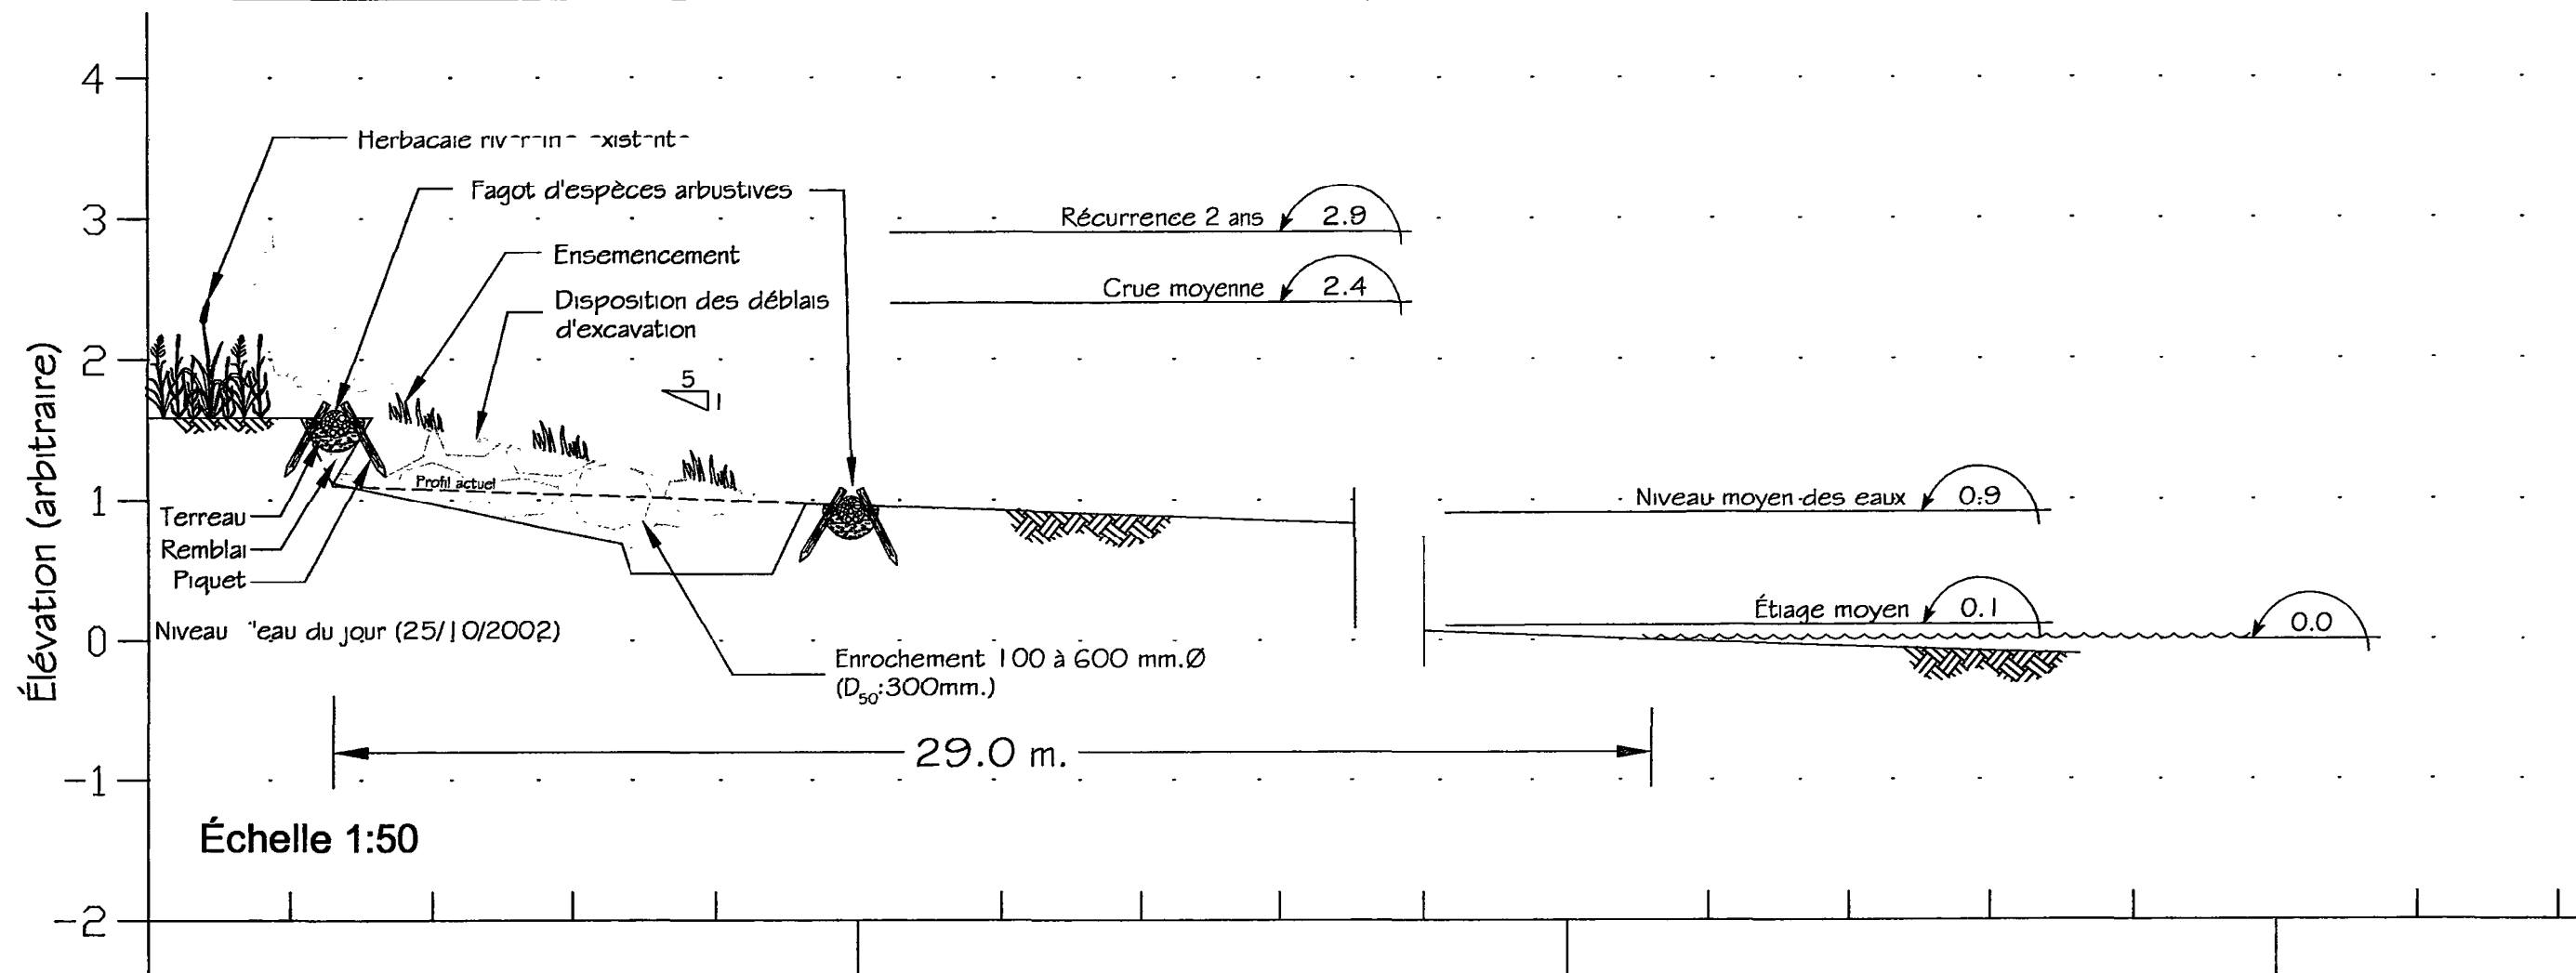 4
Herbacaie
Fagot d'espèces arbustives
3
Récurrence 2 ans 2.9
Ensemencement
Crue moyenne 2.4
Disposition des déblais
d'excavation
Élévation (arbitraire)
2
5
1
Profil actuel
1
Niveau moyen des eaux 0.9
Terreau
Remblai
Piquet
Étiage moyen 0.1
0.0
Niveau eau du jour (25/10/2002)
0
Enrochement 100 à 600 mm.Ø
(D50:300mm.)
29.0 m.
-1
Échelle 1:50
-2